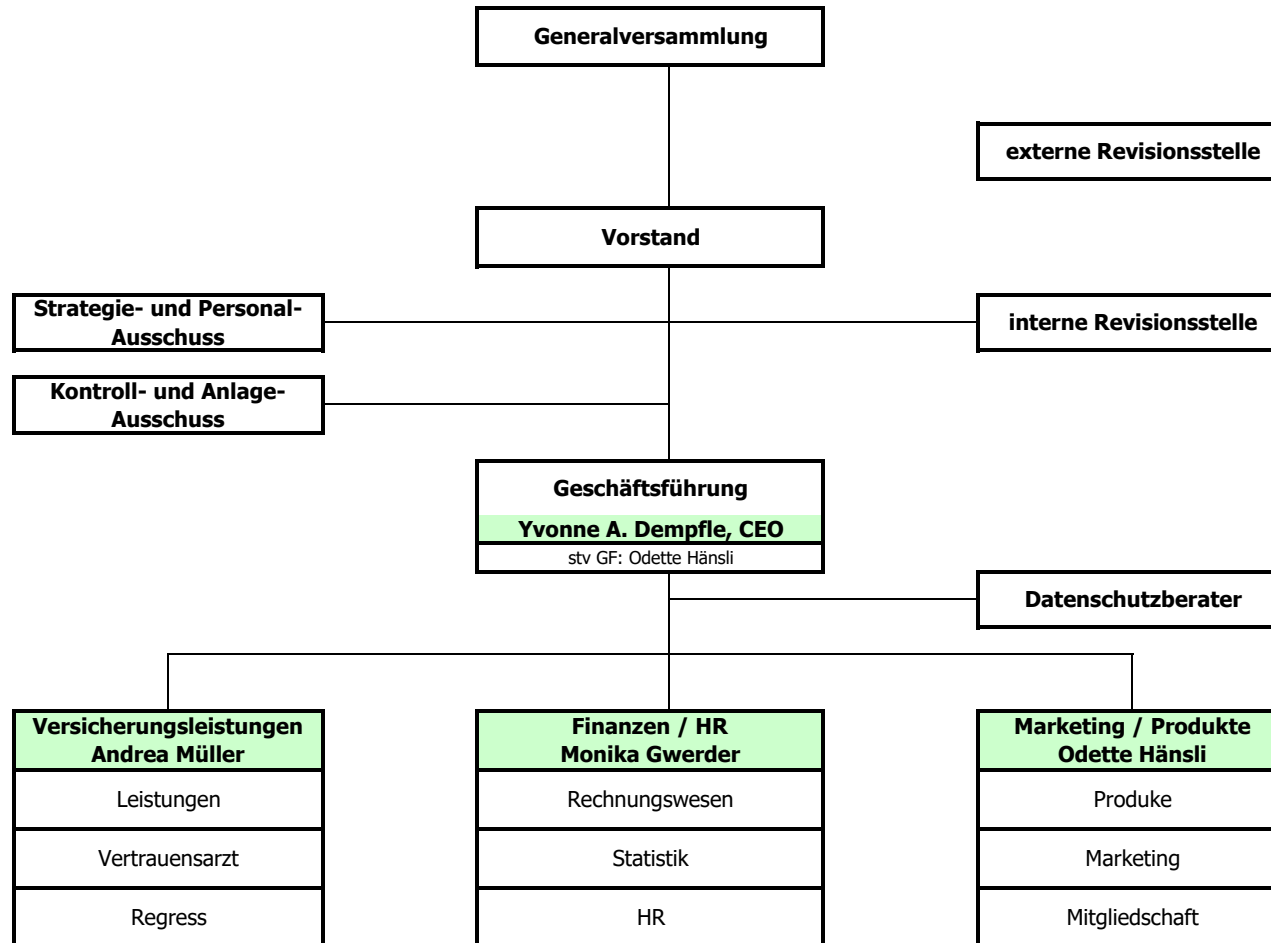 Generalversammlung
externe Revisionsstelle
Vorstand
Strategie- und Personal-
Ausschuss
interne Revisionsstelle
Kontroll- und Anlage-
Ausschuss
Geschäftsführung
Yvonne A. Dempfle, CEO
stv GF: Odette Hänsli
Datenschutzberater
Versicherungsleistungen
Andrea Müller
Leistungen
Vertrauensarzt
Regress
Finanzen / HR
Monika Gwerder
Rechnungswesen
Statistik
HR
Marketing / Produkte
Odette Hänsli
Produke
Marketing
Mitgliedschaft